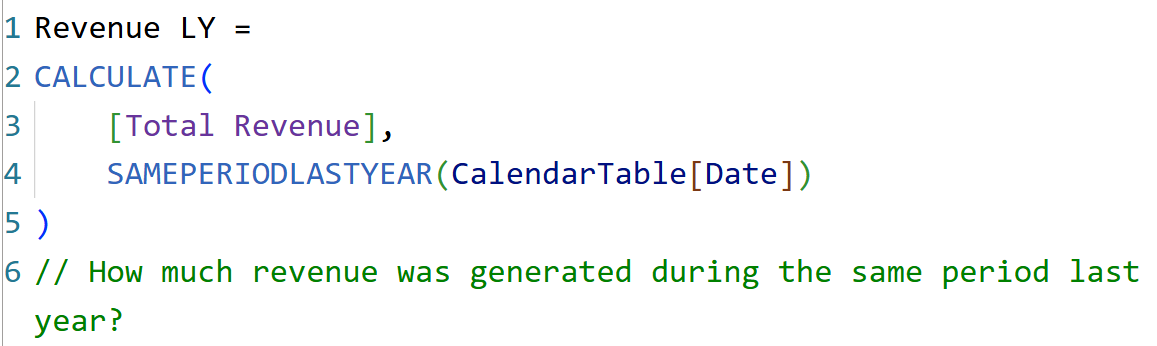 1 Revenue LY =
2 CALCULATE(
3     [Total Revenue],
4     SAMEPERIODLASTYEAR(CalendarTable[Date])
5 )
6 // How much revenue was generated during the same period last
year?